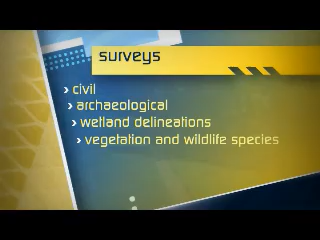 surveys
› civil
› archaeological
› wetland delineations
› vegetation and wildlife species